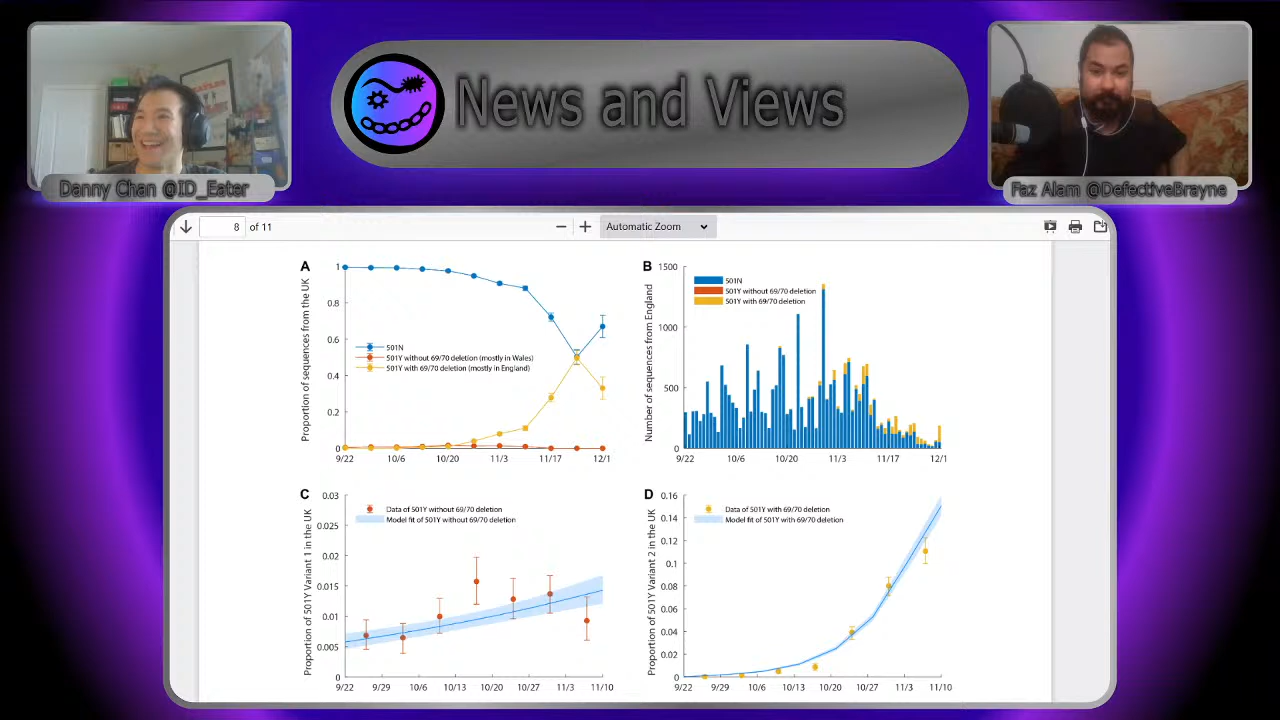 News and Views
Danny Chan @ID_Eater
Faz Alam @DefectiveBrayne
8 of 11
Automatic Zoom
A
Proportion of sequences from the UK
1
0.8
0.6
0.4
0.2
0
501N
501Y without 69/70 deletion (mostly in Wales)
501Y with 69/70 deletion (mostly in England)
9/22 10/6 10/20 11/3 11/17 12/1
B
Number of sequences from England
1500
1000
500
0
501N
501Y without 69/70 deletion
501Y with 69/70 deletion
9/22 10/6 10/20 11/3 11/17 12/1
C
Proportion of 501Y Variant 1 in the UK
0.03
0.025
0.02
0.015
0.01
0.005
0
Data of 501Y without 69/70 deletion
Model fit of 501Y without 69/70 deletion
9/22 9/29 10/6 10/13 10/20 10/27 11/3 11/10
D
Proportion of 501Y Variant 2 in the UK
0.16
0.14
0.12
0.1
0.08
0.06
0.04
0.02
0
Data of 501Y with 69/70 deletion
Model fit of 501Y with 69/70 deletion
9/22 9/29 10/6 10/13 10/20 10/27 11/3 11/10